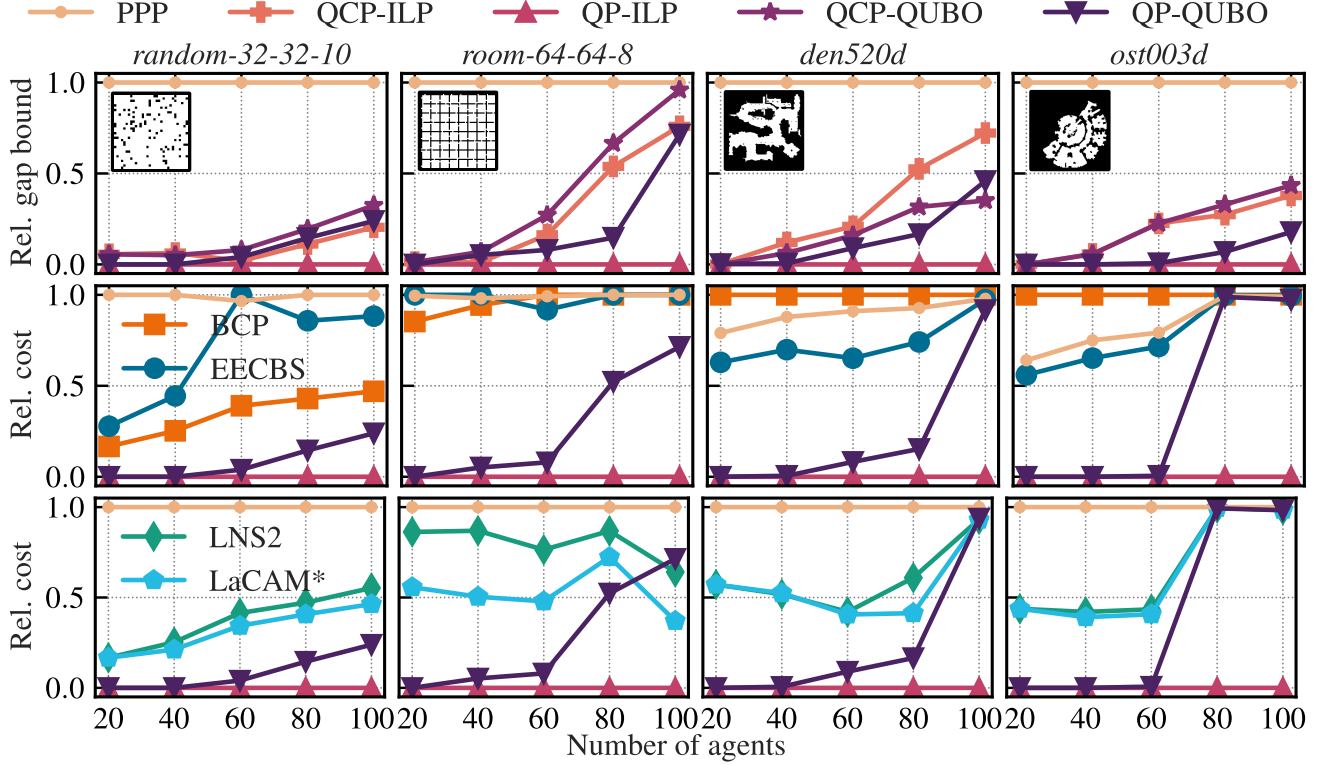 PPP QCP-ILP QP-ILP QCP-QUBO QP-QUBO
random-32-32-10 room-64-64-8 den520d ost003d
Rel. gap bound
1.0
0.5
0.0
Rel. cost
1.0
0.5
0.0
BCP
EECBS
Rel. cost
1.0
0.5
0.0
LNS2
LaCAM*
20 40 60 80 100 20 40 60 80 100 20 40 60 80 100 20 40 60 80 100
Number of agents